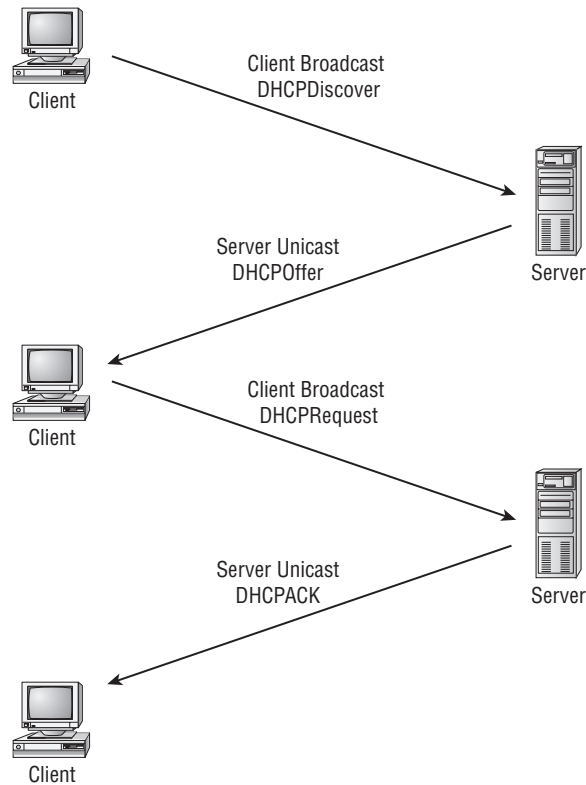 Client
Client Broadcast
DHCPDiscover
Server
Server Unicast
DHCPOffer
Client
Client Broadcast
DHCPRequest
Server
Server Unicast
DHCPACK
Client